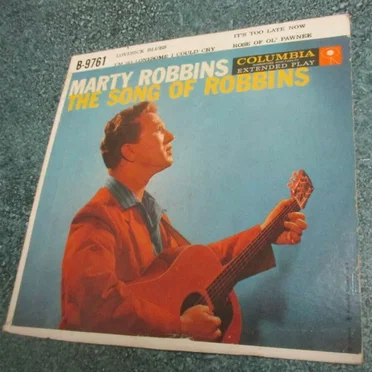 LOVESICK BLUES
IT'S TOO LATE NOW
I'M SO LONESOME I COULD CRY
ROSE OF OL' PAWNEE
B-9761
MARTY ROBBINS
COLUMBIA
EXTENDED PLAY
THE SONG OF ROBBINS